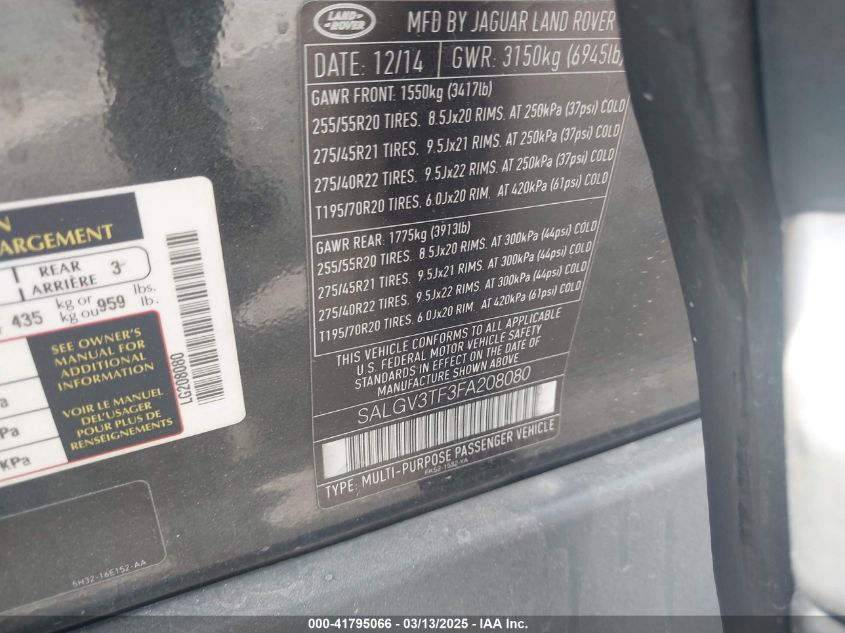 LAND
ROVER
MFD BY JAGUAR LAND ROVER
DATE: 12/14 GWR: 3150kg (6945lb)
GAWR FRONT: 1550kg (3417lb)
255/55R20 TIRES. 8.5Jx20 RIMS. AT 250kPa (37psi) COLD
275/45R21 TIRES. 9.5Jx21 RIMS. AT 250kPa (37psi) COLD
275/40R22 TIRES. 9.5Jx22 RIMS. AT 250kPa (37psi) COLD
T195/70R20 TIRES. 6.0Jx20 RIM. AT 420kPa (61psi) COLD
GAWR REAR: 1775kg (3913lb)
255/55R20 TIRES. 8.5Jx20 RIMS. AT 300kPa (44psi) COLD
275/45R21 TIRES. 9.5Jx21 RIMS. AT 300kPa (44psi) COLD
275/40R22 TIRES. 9.5Jx22 RIMS. AT 300kPa (44psi) COLD
T195/70R20 TIRES. 6.0Jx20 RIM. AT 420kPa (61psi) COLD
THIS VEHICLE CONFORMS TO ALL APPLICABLE
U.S. FEDERAL MOTOR VEHICLE SAFETY
STANDARDS IN EFFECT ON THE DATE OF
MANUFACTURE SHOWN ABOVE
SALGV3TF3FA208080
TYPE: MULTI-PURPOSE PASSENGER VEHICLE
N
ARGEMENT
REAR
ARRIÈRE 3
435 kg or 959 lbs.
kg ou lb.
SEE OWNER'S
MANUAL FOR
ADDITIONAL
INFORMATION
VOIR LE MANUEL
DEL'USAGER
POUR PLUS DE
RENSEIGNEMENTS
a
Pa
KPa
LG208080
5H32-16E152-AA
000-41795066 - 03/13/2025 - IAA Inc.